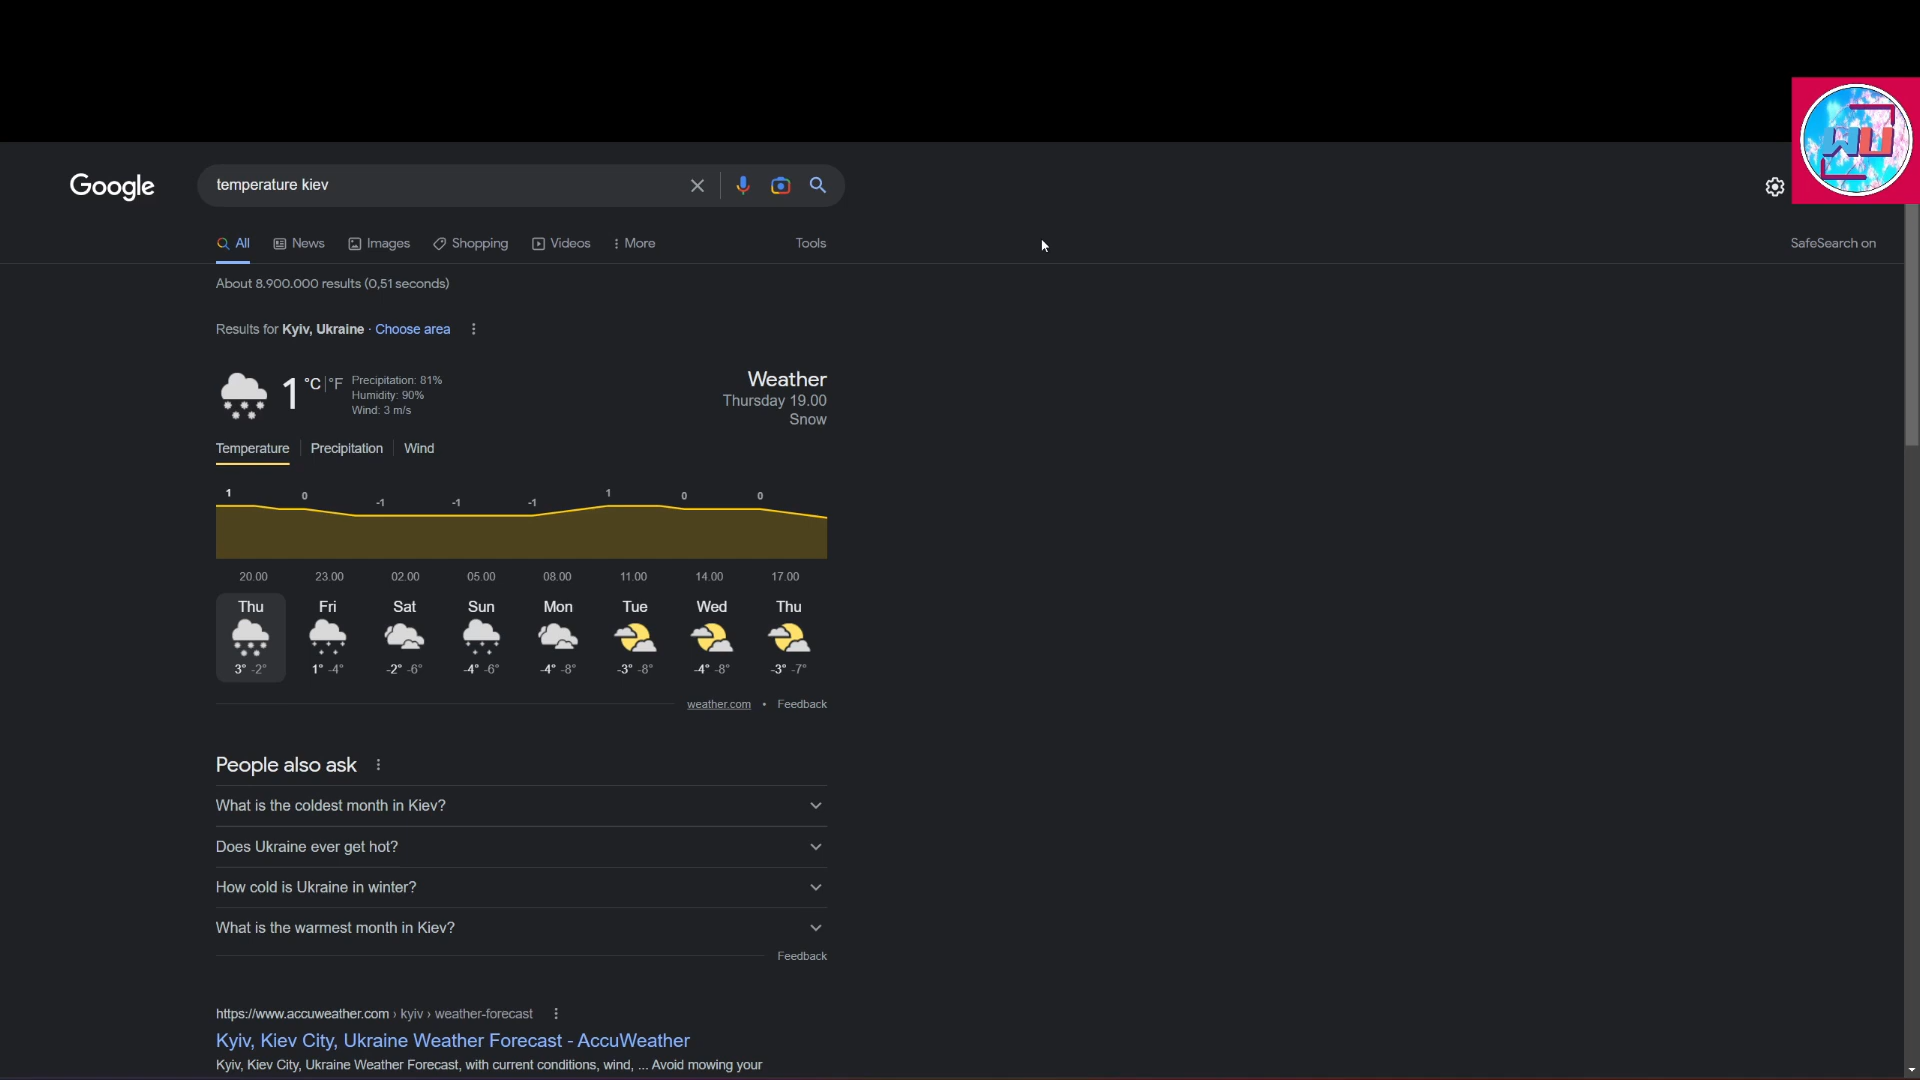 WU
Google
temperature kiev
All
News
Images
Shopping
Videos
More
Tools
SafeSearch on
About 8.900.000 results (0,51 seconds)
Results for Kyiv, Ukraine · Choose area
1 °C | °F
Precipitation: 81%
Humidity: 90%
Wind: 3 m/s
Weather
Thursday 19.00
Snow
Temperature
Precipitation
Wind
1 0 -1 -1 -1 1 0 0
20.00 23.00 02.00 05.00 08.00 11.00 14.00 17.00
Thu Fri Sat Sun Mon Tue Wed Thu
3° -2° 1° -4° -2° -6° -4° -6° -4° -8° -3° -8° -4° -8° -3° -7°
weather.com • Feedback
People also ask
What is the coldest month in Kiev?
Does Ukraine ever get hot?
How cold is Ukraine in winter?
What is the warmest month in Kiev?
Feedback
https://www.accuweather.com › kyiv › weather-forecast
Kyiv, Kiev City, Ukraine Weather Forecast - AccuWeather
Kyiv, Kiev City, Ukraine Weather Forecast, with current conditions, wind, ... Avoid mowing your